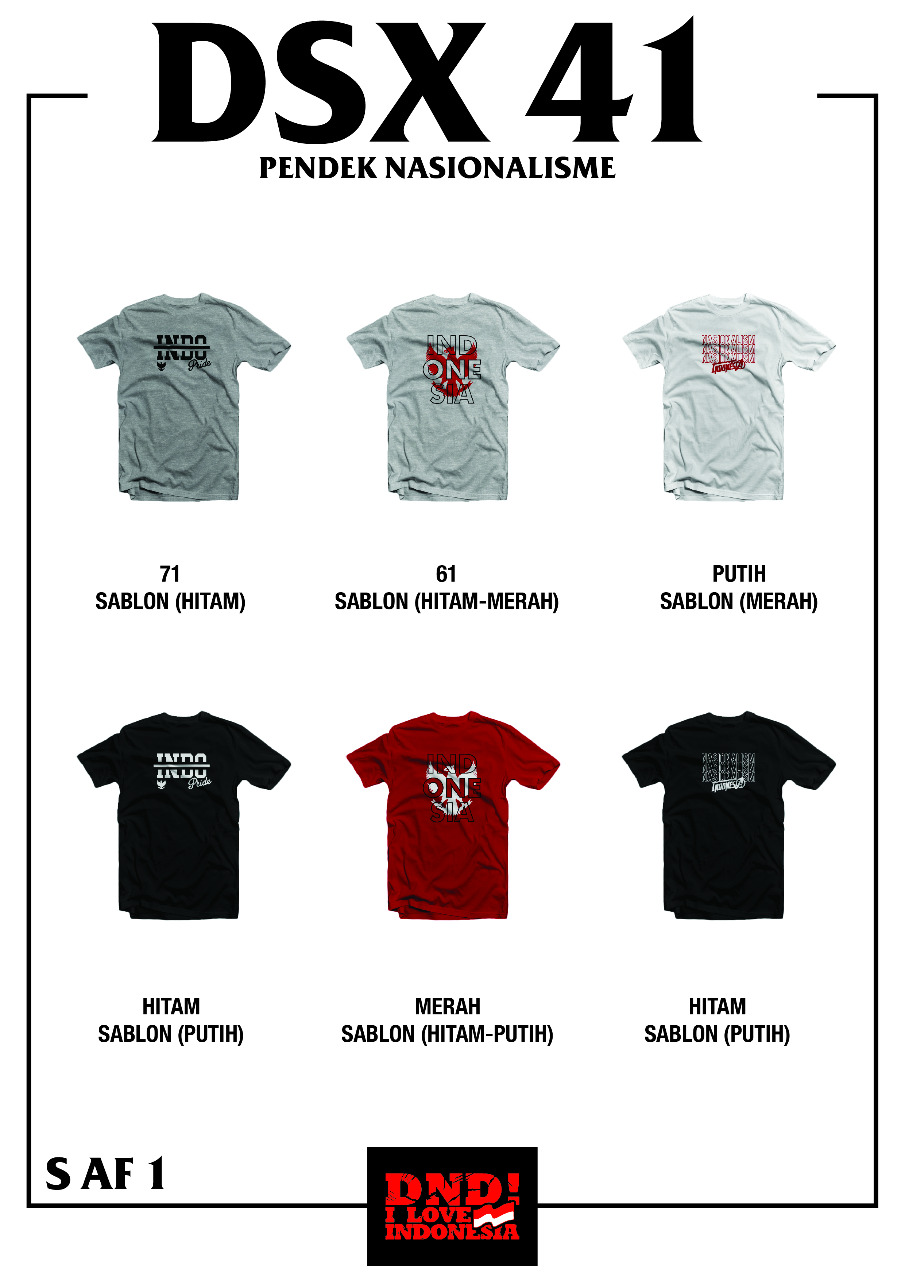 DSX 41
PENDEK NASIONALISME
INDO
Pride
IND
ONE
SIA
INDONESIA
71
SABLON (HITAM)
61
SABLON (HITAM-MERAH)
PUTIH
SABLON (MERAH)
INDO
Pride
IND
ONE
SIA
INDONESIA
HITAM
SABLON (PUTIH)
MERAH
SABLON (HITAM-PUTIH)
HITAM
SABLON (PUTIH)
S AF 1
DND!
I LOVE
INDONESIA